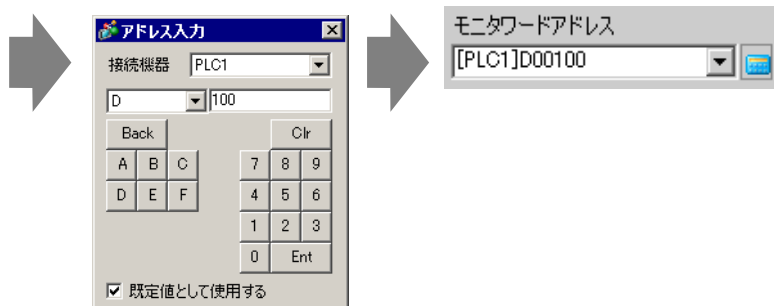 アドレス入力
接続機器 PLC1
D 100
Back Clr
A B C 7 8 9
D E F 4 5 6
1 2 3
0 Ent
既定値として使用する
モニタワードアドレス
[PLC1]D00100